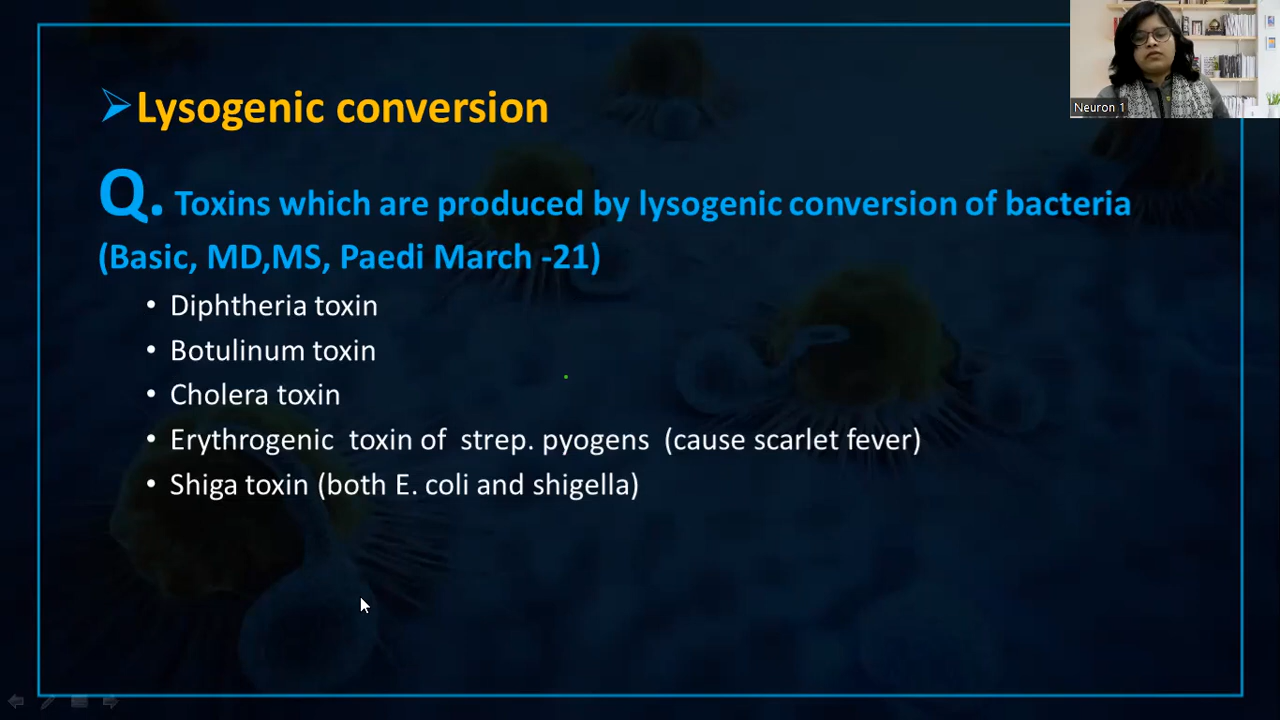 Neuron 1
➢Lysogenic conversion
Q. Toxins which are produced by lysogenic conversion of bacteria
(Basic, MD,MS, Paedi March -21)
• Diphtheria toxin
• Botulinum toxin
• Cholera toxin
• Erythrogenic toxin of strep. pyogens (cause scarlet fever)
• Shiga toxin (both E. coli and shigella)